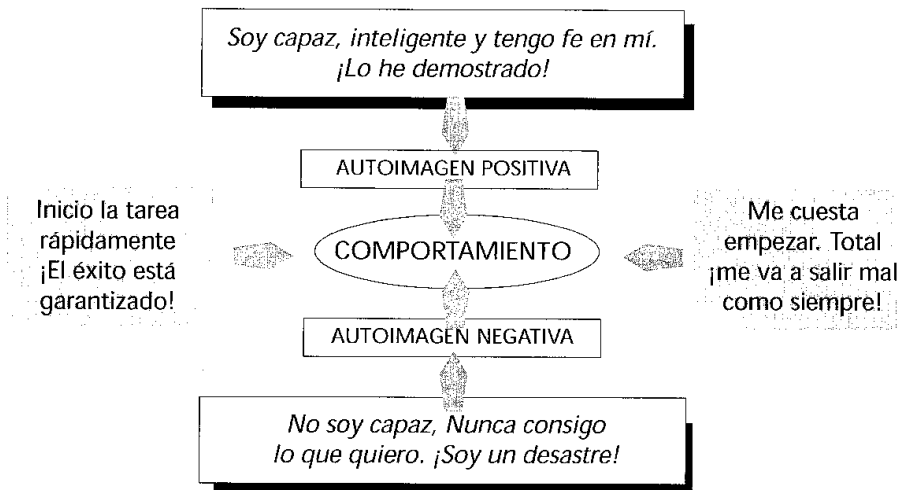 Soy capaz, inteligente y tengo fe en mí.
¡Lo he demostrado!
AUTOIMAGEN POSITIVA
Inicio la tarea
rápidamente
¡El éxito está
garantizado!
COMPORTAMIENTO
Me cuesta
empezar. Total
¡me va a salir mal
como siempre!
AUTOIMAGEN NEGATIVA
No soy capaz, Nunca consigo
lo que quiero. ¡Soy un desastre!